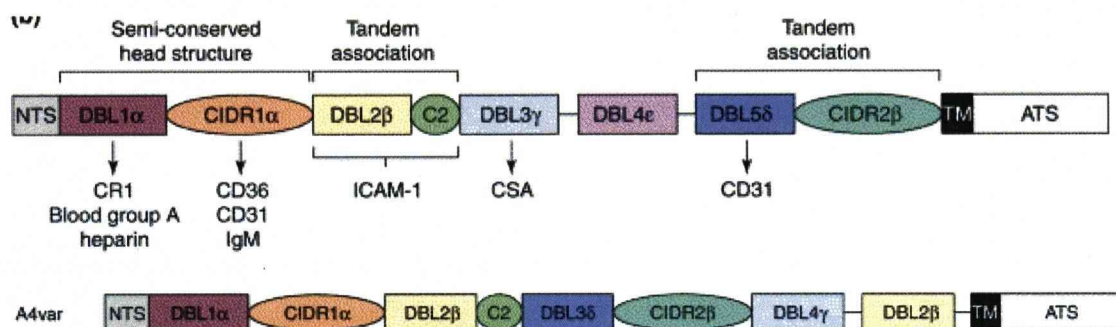 (b)
Semi-conserved head structure
Tandem association
Tandem association
NTS DBL1α CIDR1α DBL2β C2 DBL3γ DBL4ε DBL5δ CIDR2β TM ATS
CR1
Blood group A
heparin
CD36
CD31
IgM
ICAM-1
CSA
CD31
A4var NTS DBL1α CIDR1α DBL2β C2 DBL3δ CIDR2β DBL4γ DBL2β TM ATS